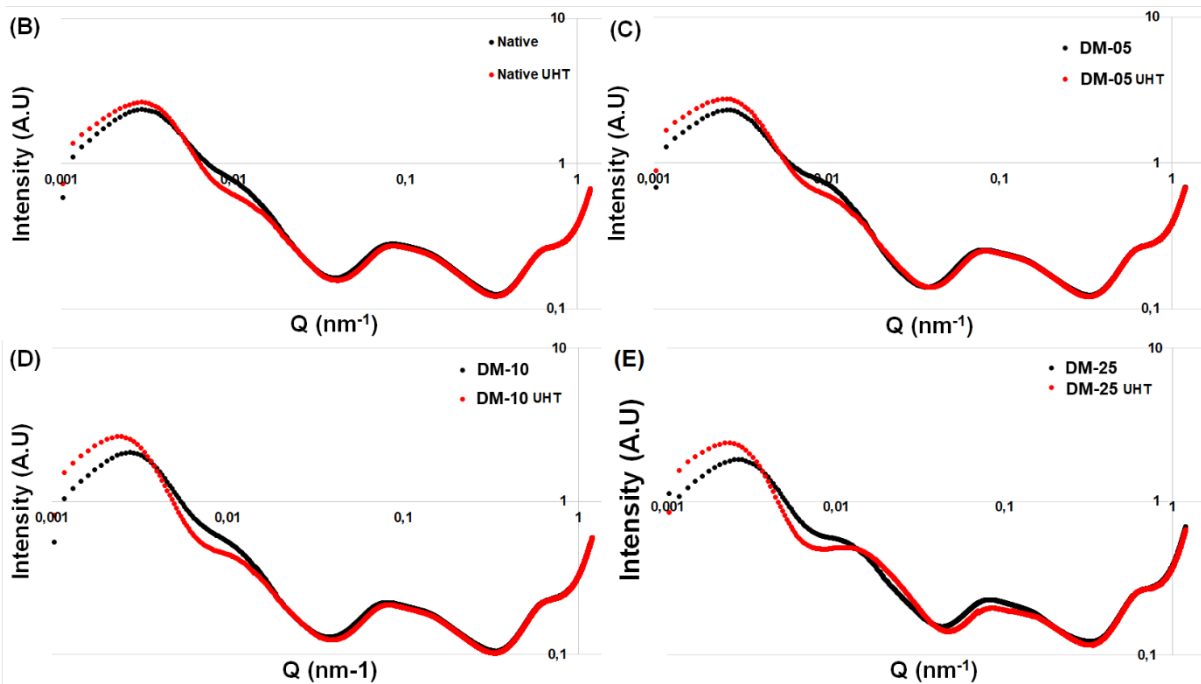 (B)
10
Native
Native UHT
Intensity (A.U)
1
0,001
0,01
0,1
1
0,1
Q (nm-1)
(C)
10
DM-05
DM-05 UHT
Intensity (A.U)
1
0,001
0,01
0,1
1
0,1
Q (nm-1)
(D)
10
DM-10
DM-10 UHT
Intensity (A.U)
1
0,001
0,01
0,1
1
0,1
Q (nm-1)
(E)
10
DM-25
DM-25 UHT
Intensity (A.U)
1
0,001
0,01
0,1
1
0,1
Q (nm-1)